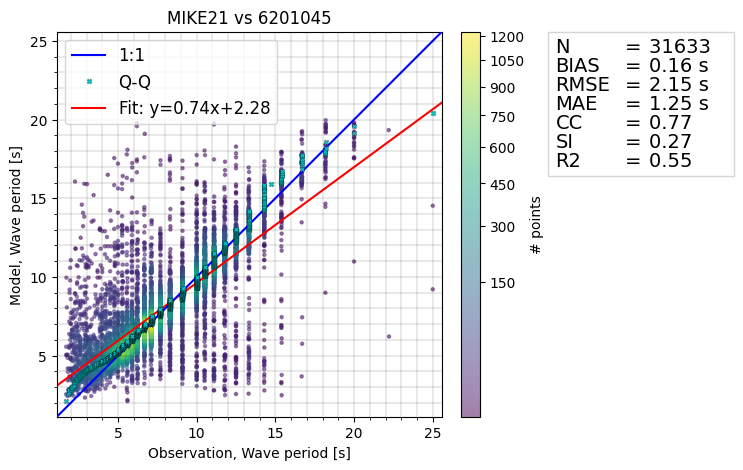 MIKE21 vs 6201045
1:1
Q-Q
Fit: y=0.74x+2.28
25
20
15
10
5
Model, Wave period [s]
5
10
15
20
25
Observation, Wave period [s]
1200
1050
900
750
600
450
300
150
# points
N = 31633
BIAS = 0.16 s
RMSE = 2.15 s
MAE = 1.25 s
CC = 0.77
SI = 0.27
R2 = 0.55